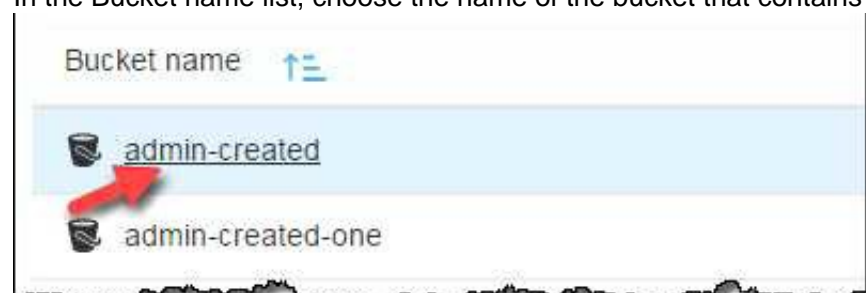 In the Bucket name list, choose the name of the bucket that contains
Bucket name
admin-created
admin-created-one